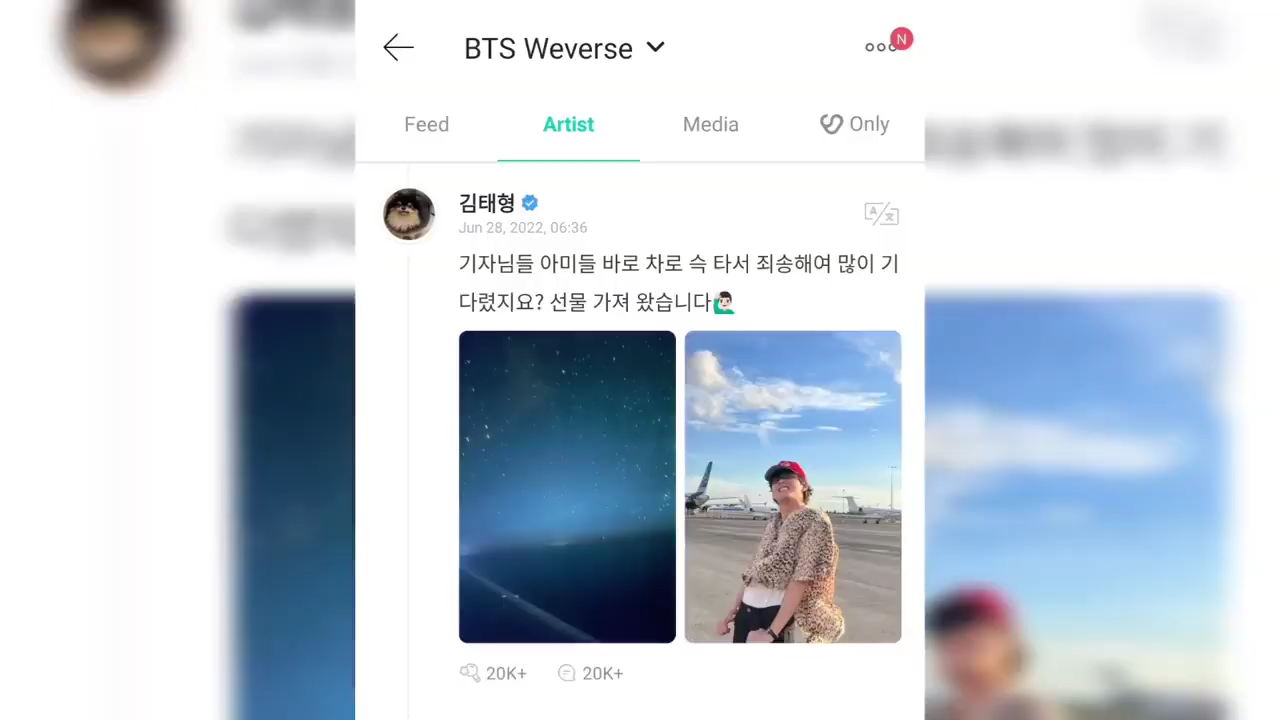 BTS Weverse
N
Feed Artist Media Only
김태형
Jun 28, 2022, 06:36
A 文
기자님들 아미들 바로 차로 슥 타서 죄송해여 많이 기
다렸지요? 선물 가져 왔습니다🙋🏻‍♂️
20K+ 20K+